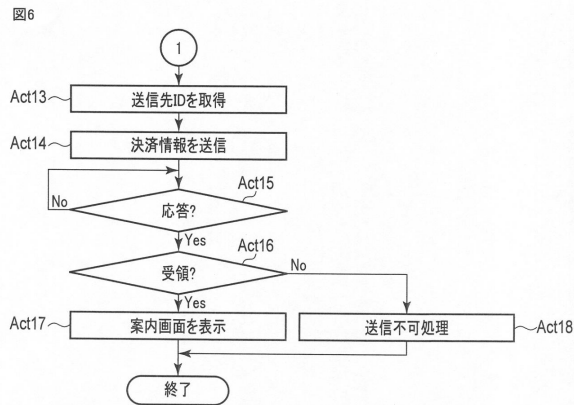 図6
1
Act13
送信先IDを取得
Act14
決済情報を送信
Act15
No
応答?
Yes
Act16
受領?
No
Yes
Act17
案内画面を表示
送信不可処理
Act18
終了